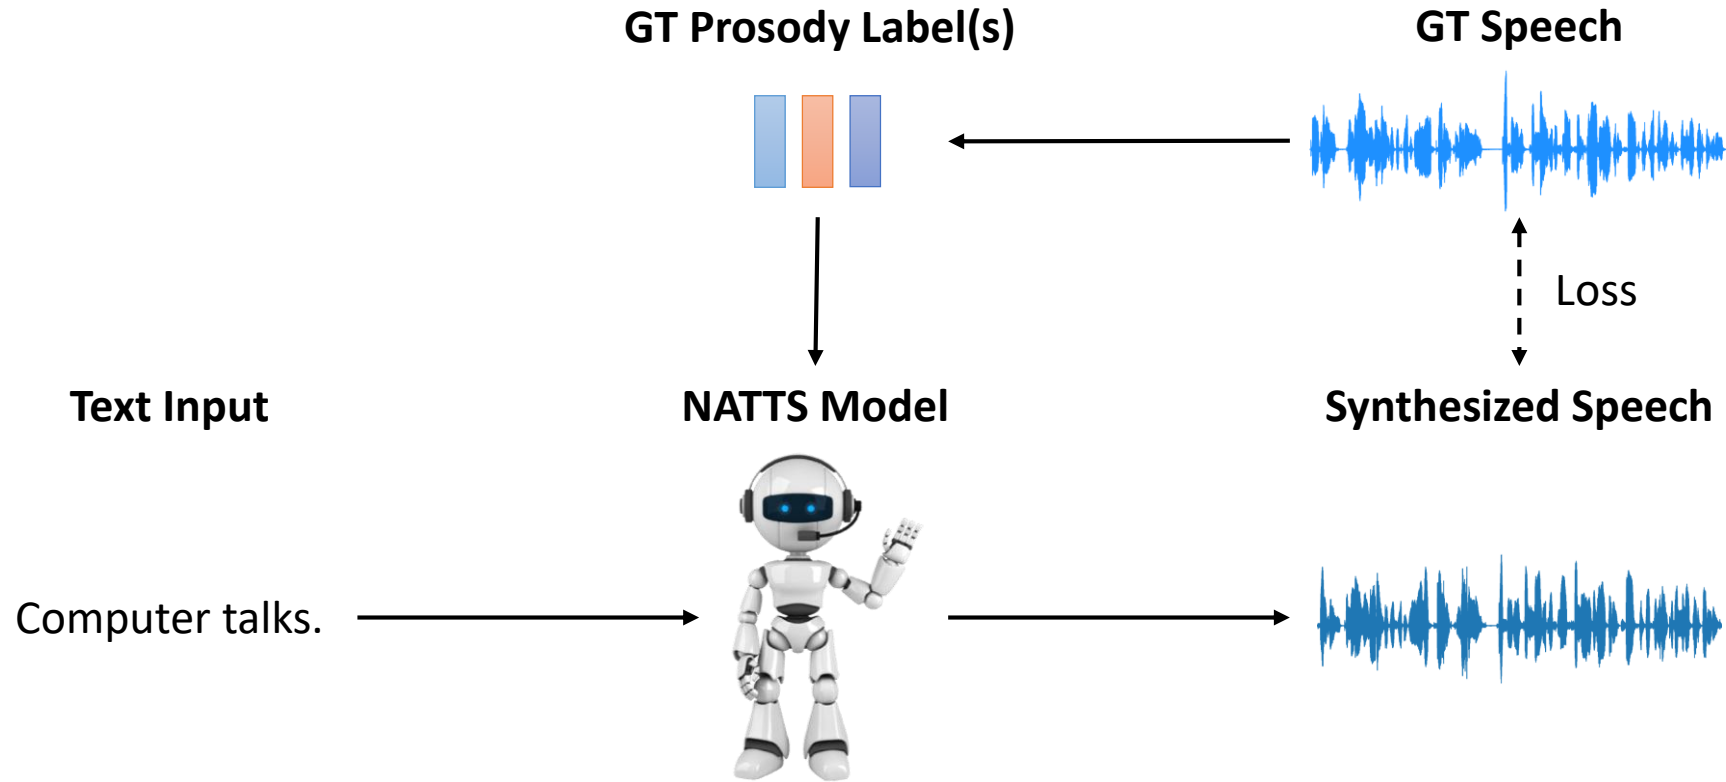 GT Prosody Label(s)
GT Speech
Loss
Text Input
NATTS Model
Synthesized Speech
Computer talks.